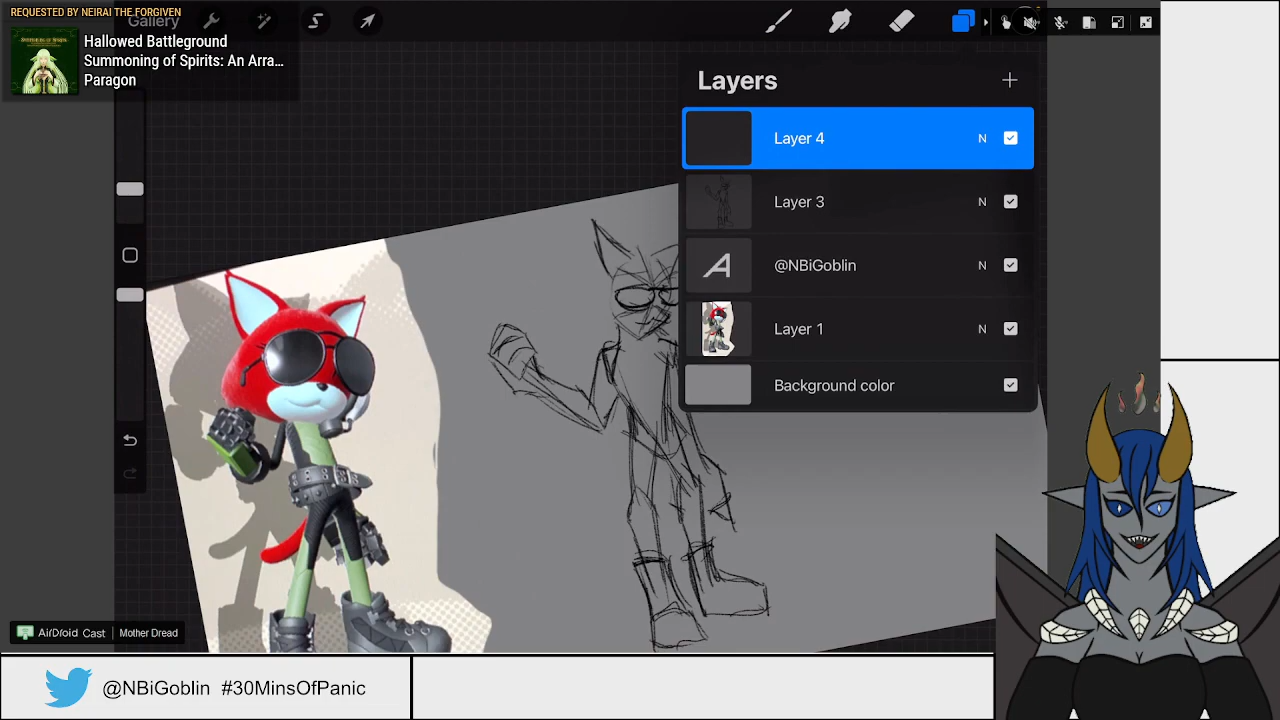 REQUESTED BY NEIRAI THE FORGIVEN
Gallery
Hallowed Battleground
Summoning of Spirits: An Arra...
Paragon
Layers
Layer 4
N
Layer 3
N
@NBiGoblin
N
Layer 1
N
Background color
AirDroid Cast
Mother Dread
@NBiGoblin #30MinsOfPanic